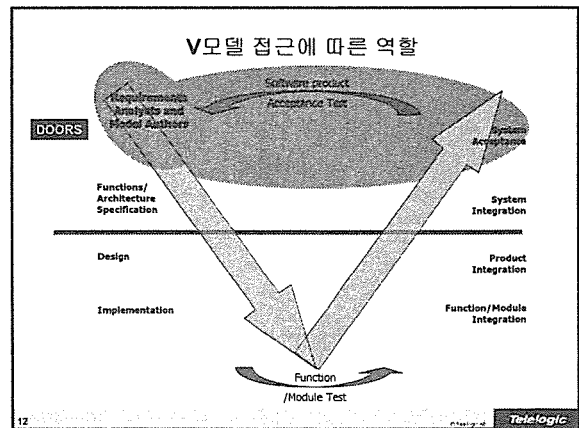 V모델 접근에 따른 역할
Software product
Acceptance Test
Requirements
Analysts and
Model Authors
DOORS
System
Acceptance
Functions/
Architecture
Specification
System
Integration
Design
Product
Integration
Implementation
Function/Module
Integration
Function
/Module Test
12
Telelogic